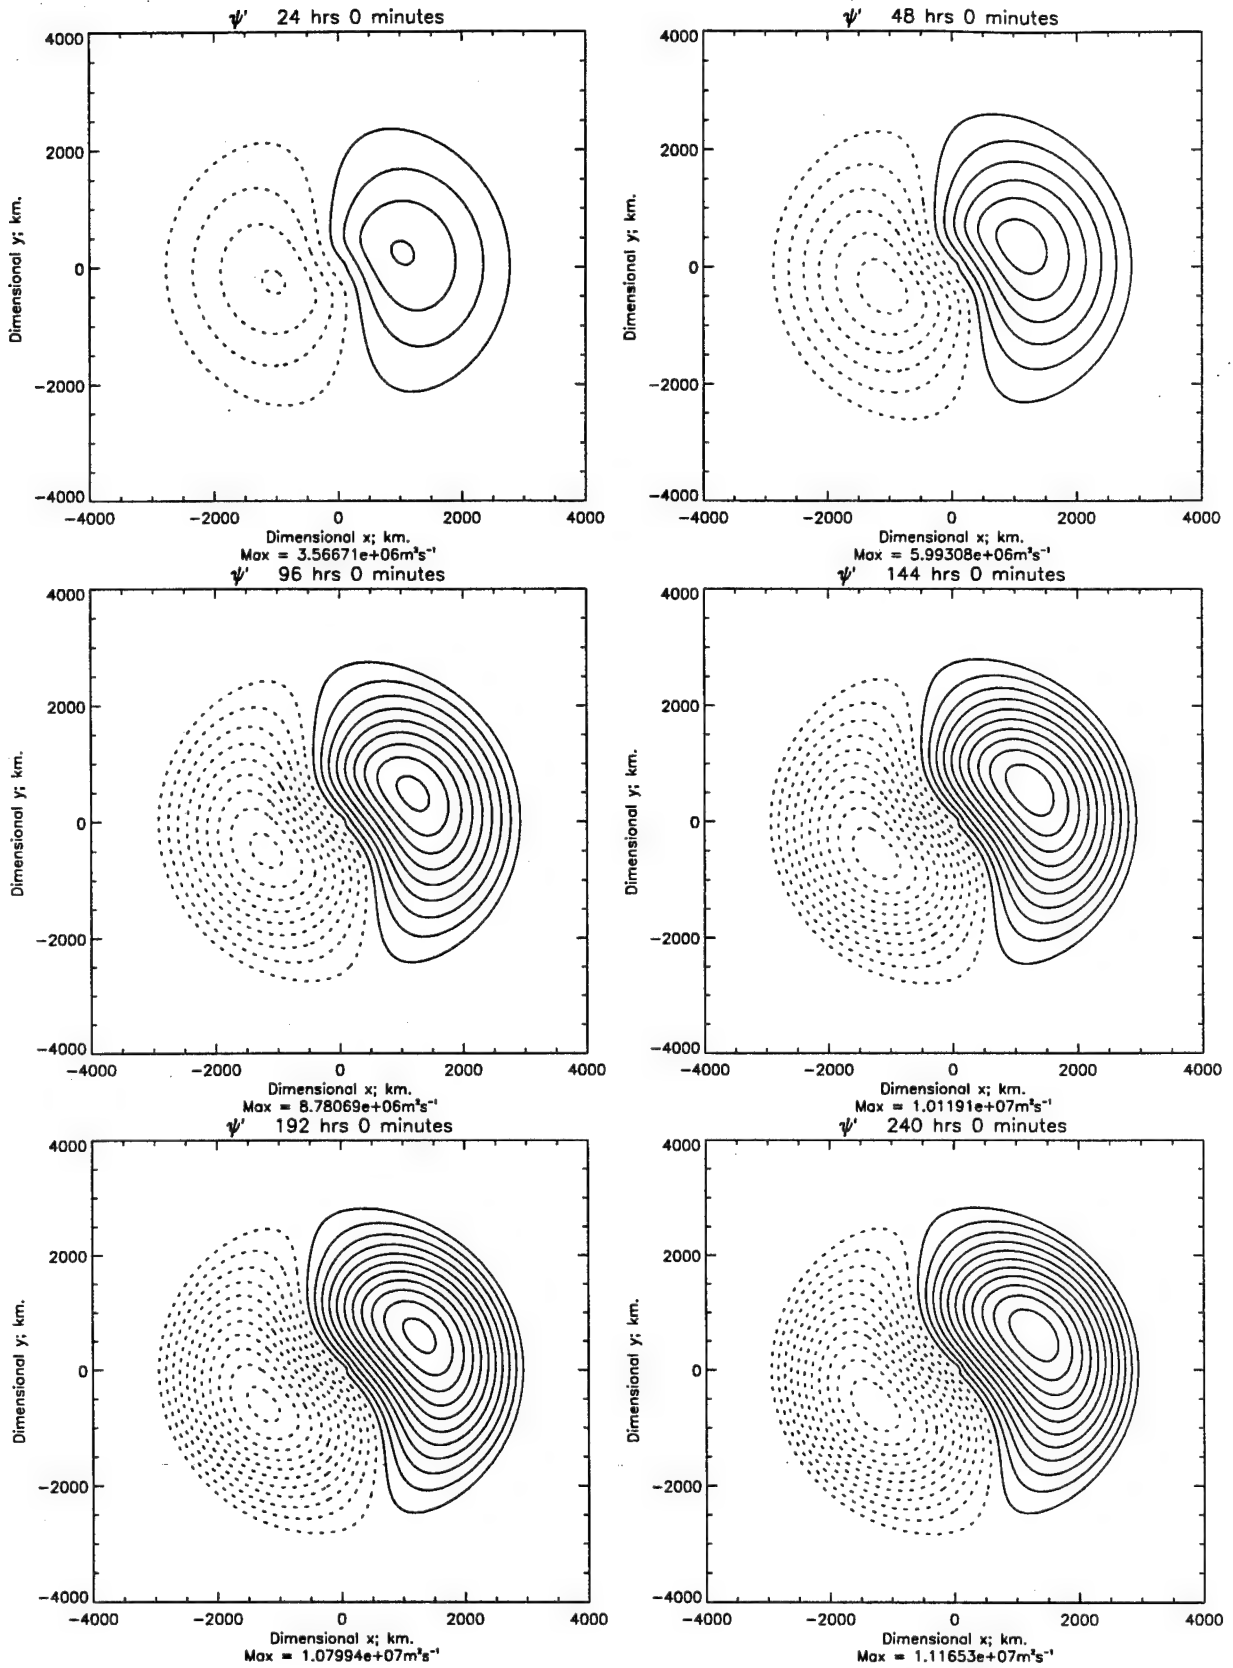 ψ' 24 hrs 0 minutes
4000
2000
0
−2000
−4000
Dimensional y; km.
−4000 −2000 0 2000 4000
Dimensional x; km.
Max = 3.56671e+06m²s⁻¹
ψ' 48 hrs 0 minutes
4000
2000
0
−2000
−4000
Dimensional y; km.
−4000 −2000 0 2000 4000
Dimensional x; km.
Max = 5.99308e+06m²s⁻¹
ψ' 96 hrs 0 minutes
4000
2000
0
−2000
−4000
Dimensional y; km.
−4000 −2000 0 2000 4000
Dimensional x; km.
Max = 8.78069e+06m²s⁻¹
ψ' 144 hrs 0 minutes
4000
2000
0
−2000
−4000
Dimensional y; km.
−4000 −2000 0 2000 4000
Dimensional x; km.
Max = 1.01191e+07m²s⁻¹
ψ' 192 hrs 0 minutes
4000
2000
0
−2000
−4000
Dimensional y; km.
−4000 −2000 0 2000 4000
Dimensional x; km.
Max = 1.07994e+07m²s⁻¹
ψ' 240 hrs 0 minutes
4000
2000
0
−2000
−4000
Dimensional y; km.
−4000 −2000 0 2000 4000
Dimensional x; km.
Max = 1.11653e+07m²s⁻¹